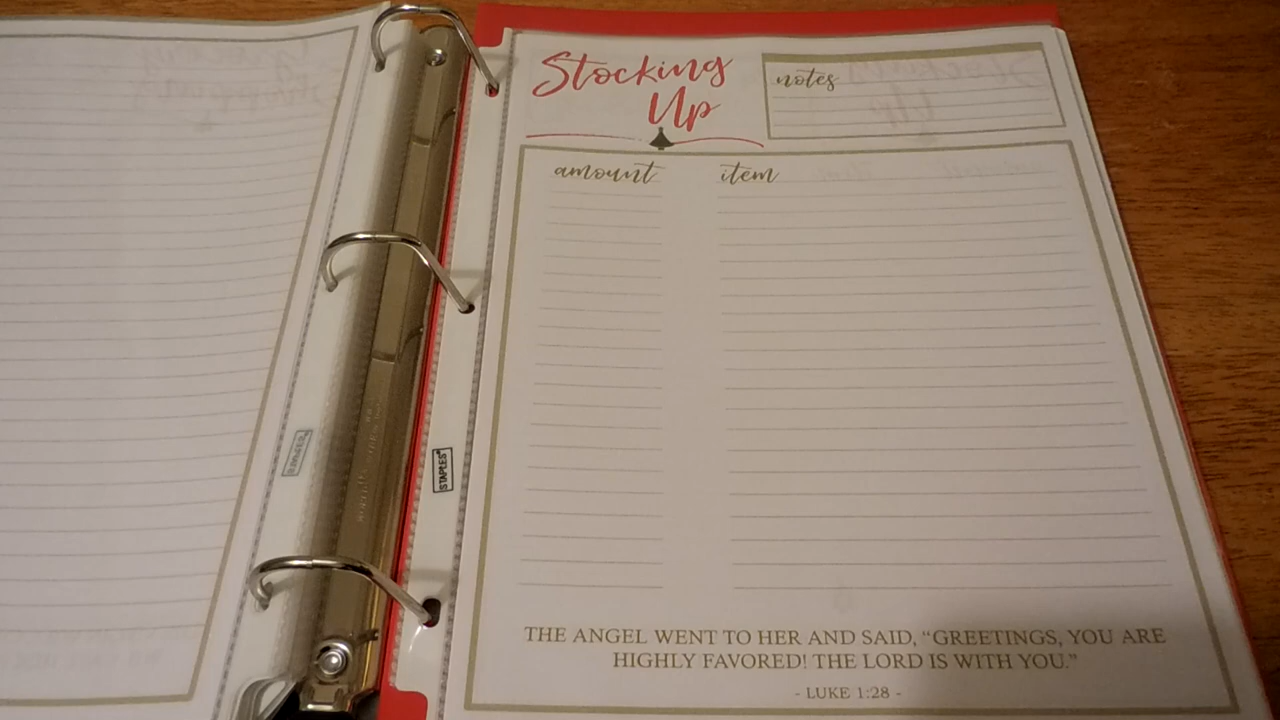 Stocking
Up
notes
amount item
THE ANGEL WENT TO HER AND SAID, “GREETINGS, YOU ARE
HIGHLY FAVORED! THE LORD IS WITH YOU.”
- LUKE 1:28 -
STAPLES
STAPLES